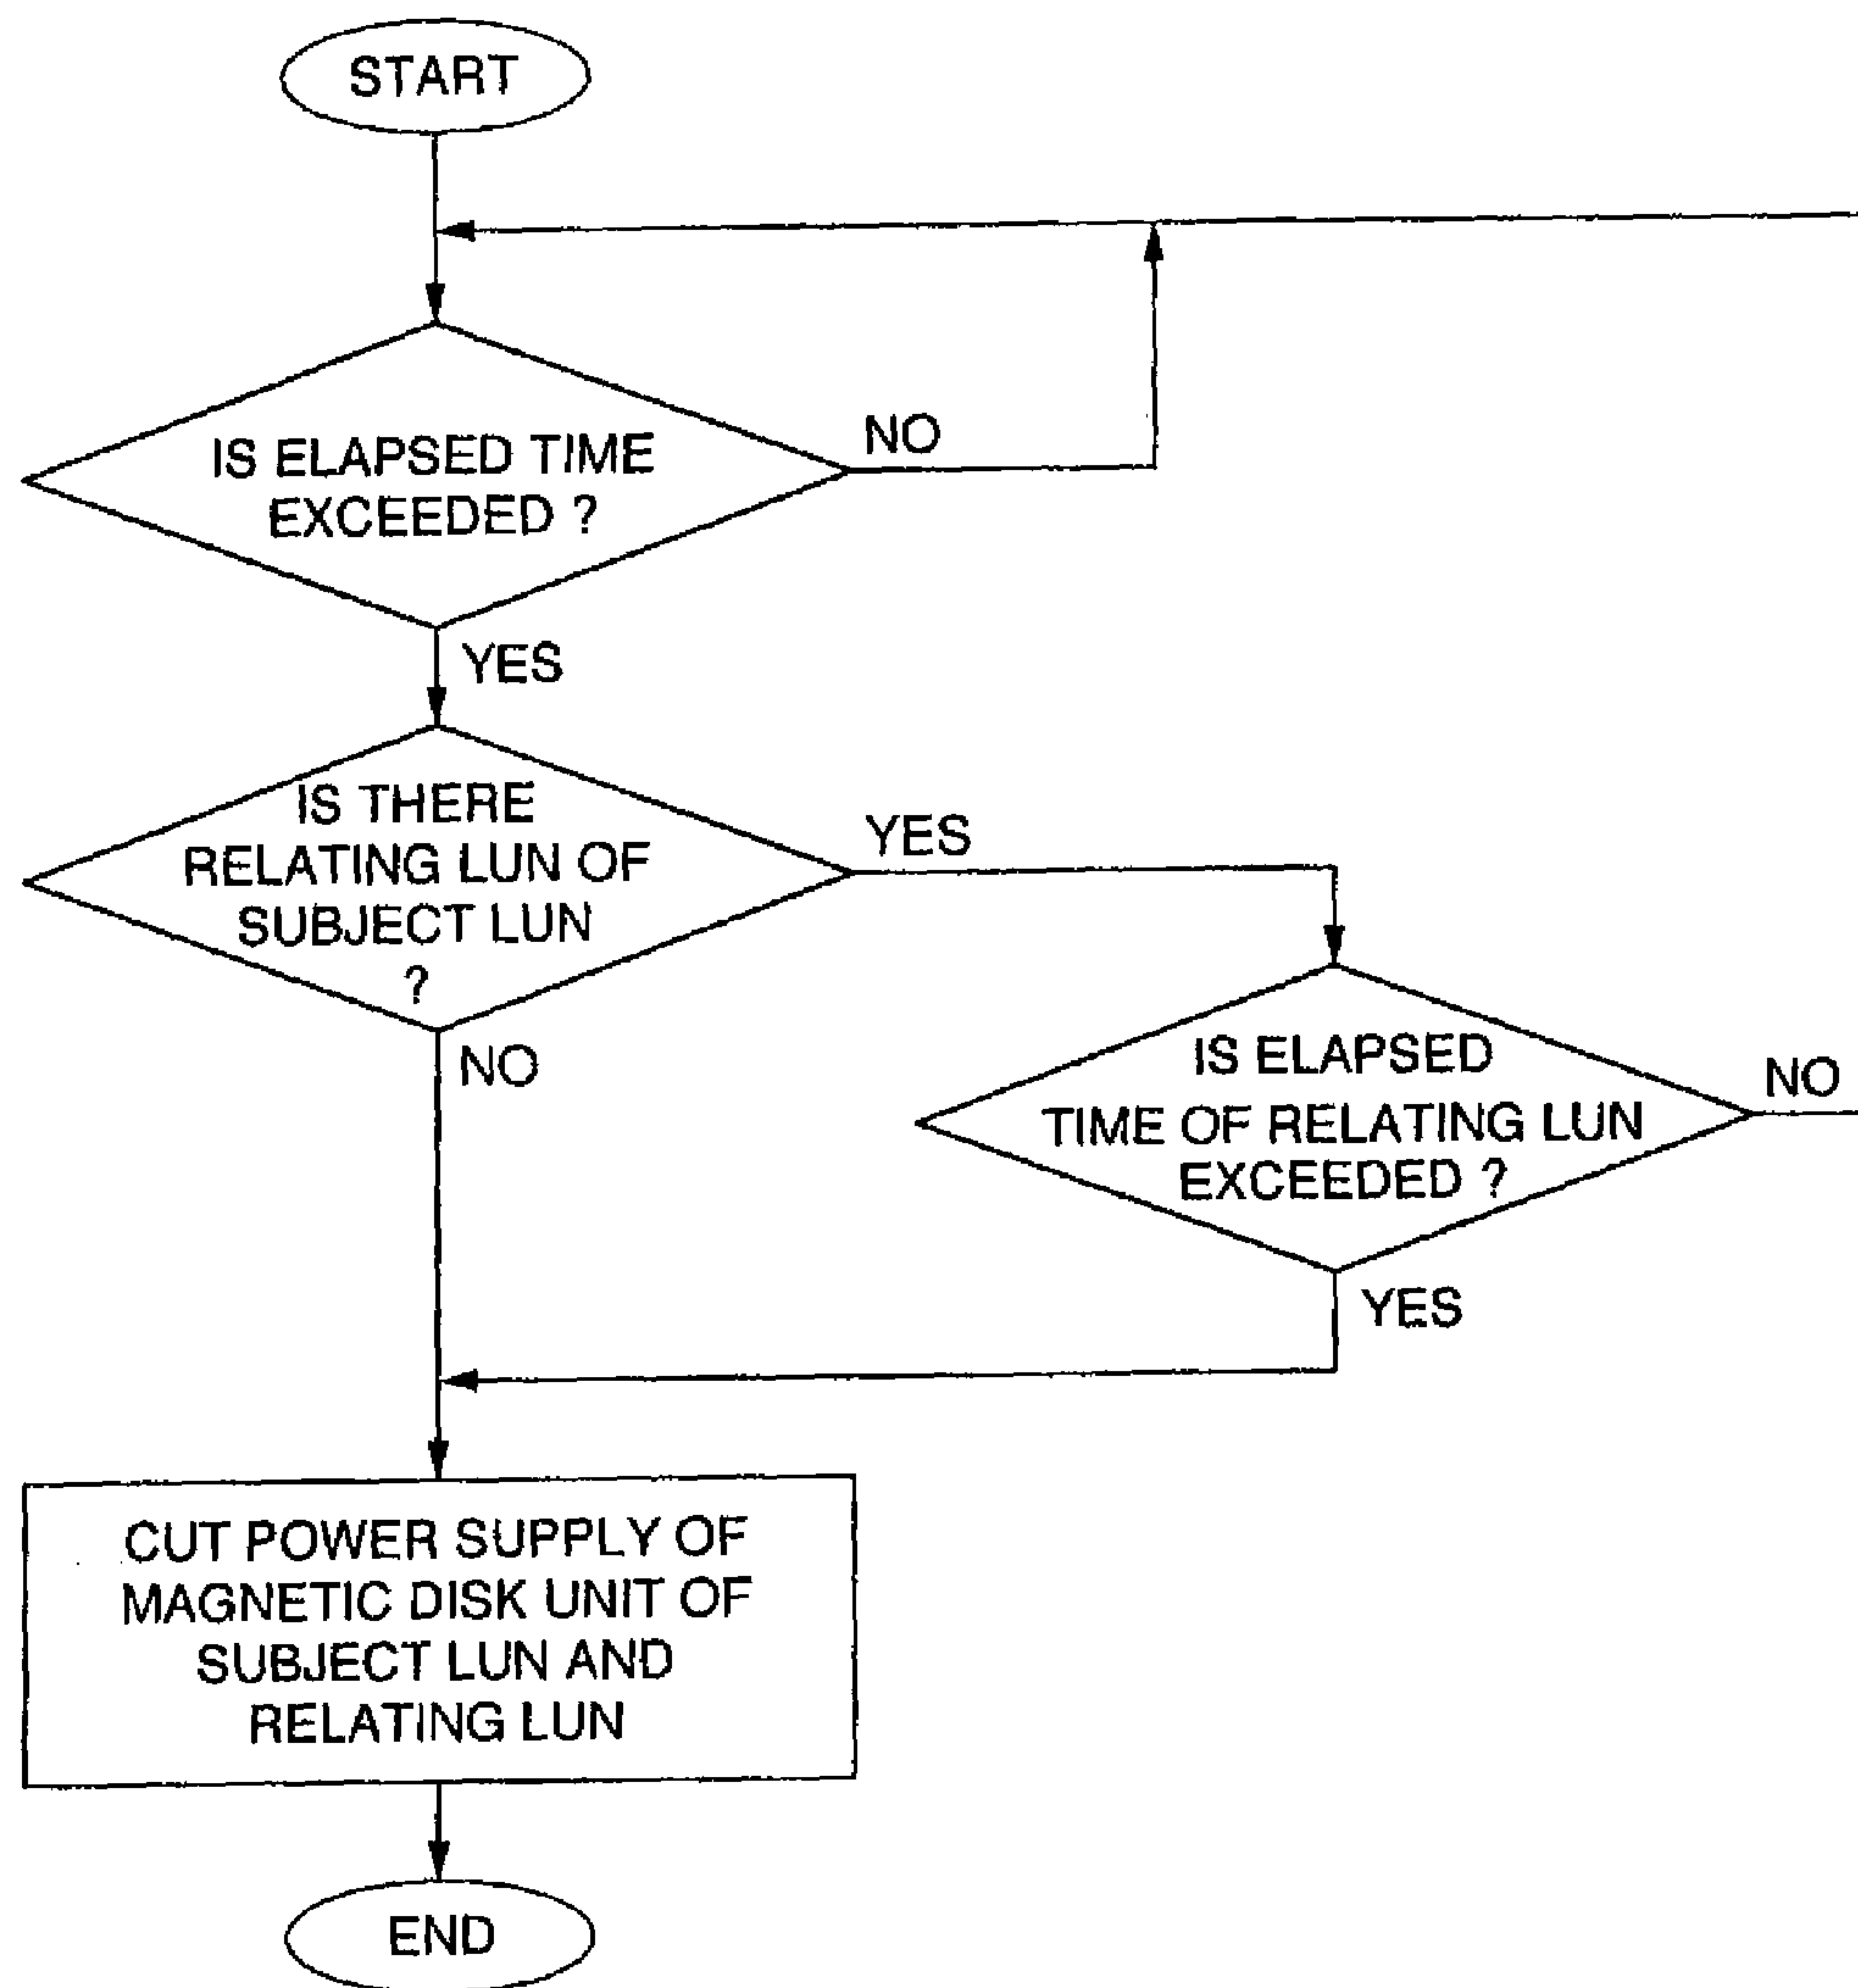 START
IS ELAPSED TIME
EXCEEDED ?
NO
YES
IS THERE
RELATING LUN OF
SUBJECT LUN
?
YES
NO
IS ELAPSED
TIME OF RELATING LUN
EXCEEDED ?
NO
YES
CUT POWER SUPPLY OF
MAGNETIC DISK UNIT OF
SUBJECT LUN AND
RELATING LUN
END